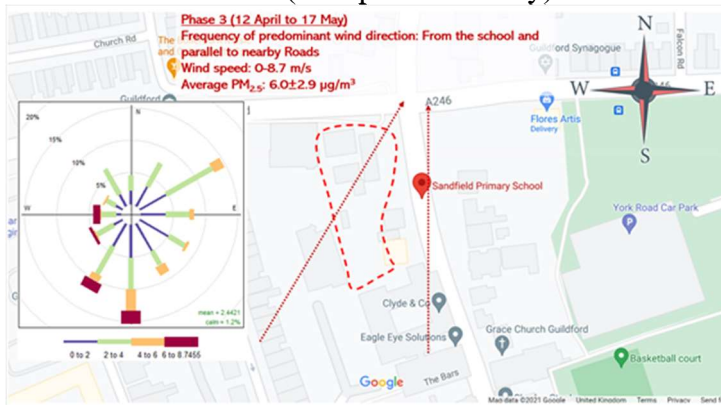 Phase 3 (12 April to 17 May)
Frequency of predominant wind direction: From the school and
parallel to nearby Roads
Wind speed: 0-8.7 m/s
Average PM2.5: 6.0±2.9 µg/m³
Church Rd
The
and
Guildford
Guildford Synagogue
Falcon Rd
N
W
E
S
A246
Flores Artis
Delivery
Sandfield Primary School
York Road Car Park
20%
15%
10%
5%
N
W
E
S
mean = 2.4421
calm = 1.2%
0 to 2
2 to 4
4 to 6
6 to 8.7455
Clyde & Co
Eagle Eye Solutions
Grace Church Guildford
Basketball court
The Bars
Google
Map data ©2021 Google
United Kingdom
Terms
Privacy
Send f